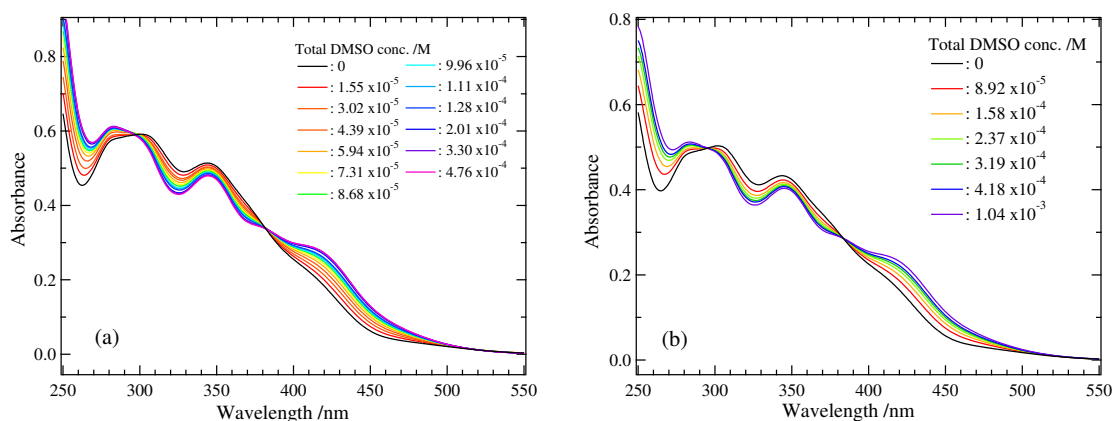 0.8
0.6
0.4
0.2
0.0
Absorbance
250 300 350 400 450 500 550
Wavelength /nm
Total DMSO conc. /M
: 0
: 1.55 x10-5
: 3.02 x10-5
: 4.39 x10-5
: 5.94 x10-5
: 7.31 x10-5
: 8.68 x10-5
: 9.96 x10-5
: 1.11 x10-4
: 1.28 x10-4
: 2.01 x10-4
: 3.30 x10-4
: 4.76 x10-4
(a)
0.8
0.6
0.4
0.2
0.0
Absorbance
250 300 350 400 450 500 550
Wavelength /nm
Total DMSO conc. /M
: 0
: 8.92 x10-5
: 1.58 x10-4
: 2.37 x10-4
: 3.19 x10-4
: 4.18 x10-4
: 1.04 x10-3
(b)